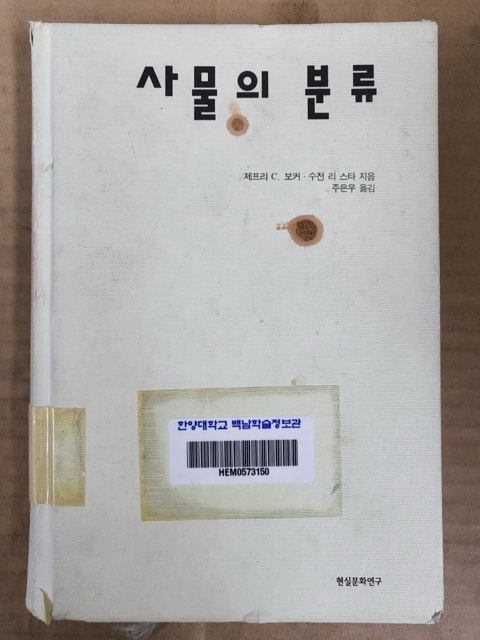 사물의 분류
제프리 C. 보커·수전 리 스타 지음
주은우 옮김
한양대학교 백남학술정보관
HEM0573150
현실문화연구